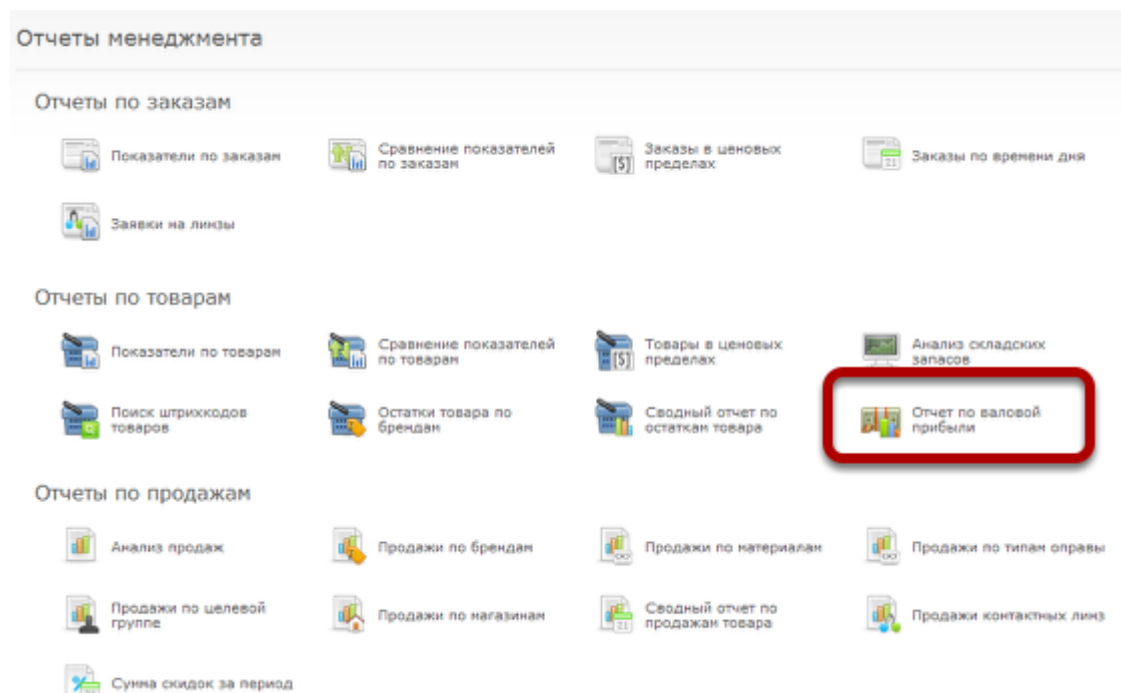 Отчеты менеджмента
Отчеты по заказам
Показатели по заказам
Сравнение показателей
по заказам
Заказы в ценовых
пределах
Заказы по времени дня
Заявки на линзы
Отчеты по товарам
Показатели по товарам
Сравнение показателей
по товарам
Товары в ценовых
пределах
Анализ складских
запасов
Поиск штрихкодов
товаров
Остатки товара по
брендам
Сводный отчет по
остаткам товара
Отчет по валовой
прибыли
Отчеты по продажам
Анализ продаж
Продажи по брендам
Продажи по материалам
Продажи по типам оправы
Продажи по целевой
группе
Продажи по магазинам
Сводный отчет по
продажам товара
Продажи контактных линз
Сумма скидок за период